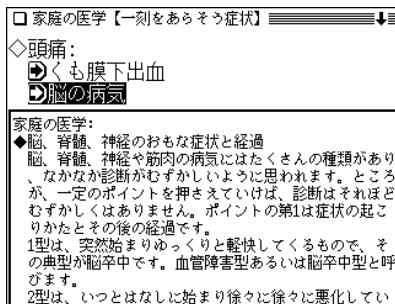 家庭の医学【一刻をあらそう症状】
◇頭痛:
くも膜下出血
脳の病気
家庭の医学:
◆脳、脊髄、神経のおもな症状と経過
脳、脊髄、神経や筋肉の病気にはたくさんの種類があり
、なかなか診断がむずかしいように思われます。ところ
が、一定のポイントを押さえていけば、診断はそれほど
むずかしくはありません。ポイントの第1は症状の起こ
りかたとその後の経過です。
1型は、突然始まりゆっくりと軽快してくるもので、そ
の典型が脳卒中です。血管障害型あるいは脳卒中型と呼
びます。
2型は、いつとはなしに始まり徐々に徐々に悪化してい